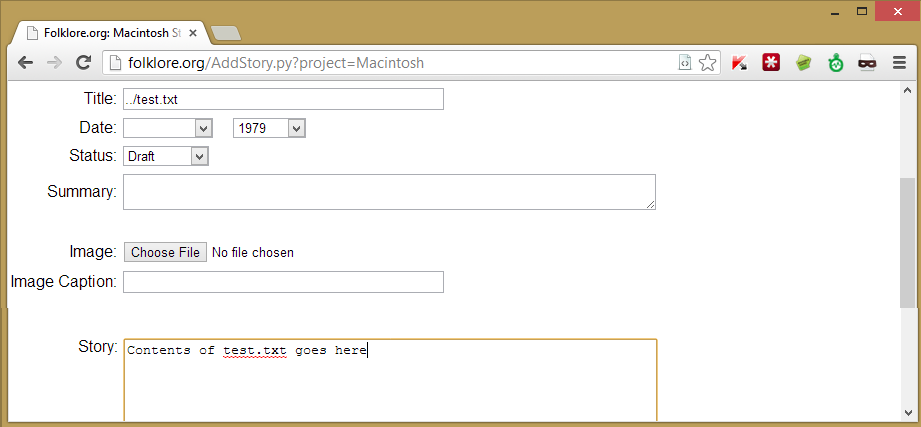 Folklore.org: Macintosh St
folklore.org/AddStory.py?project=Macintosh
Title: ../test.txt
Date: 1979
Status: Draft
Summary:
Image: Choose File No file chosen
Image Caption:
Story: Contents of test.txt goes here